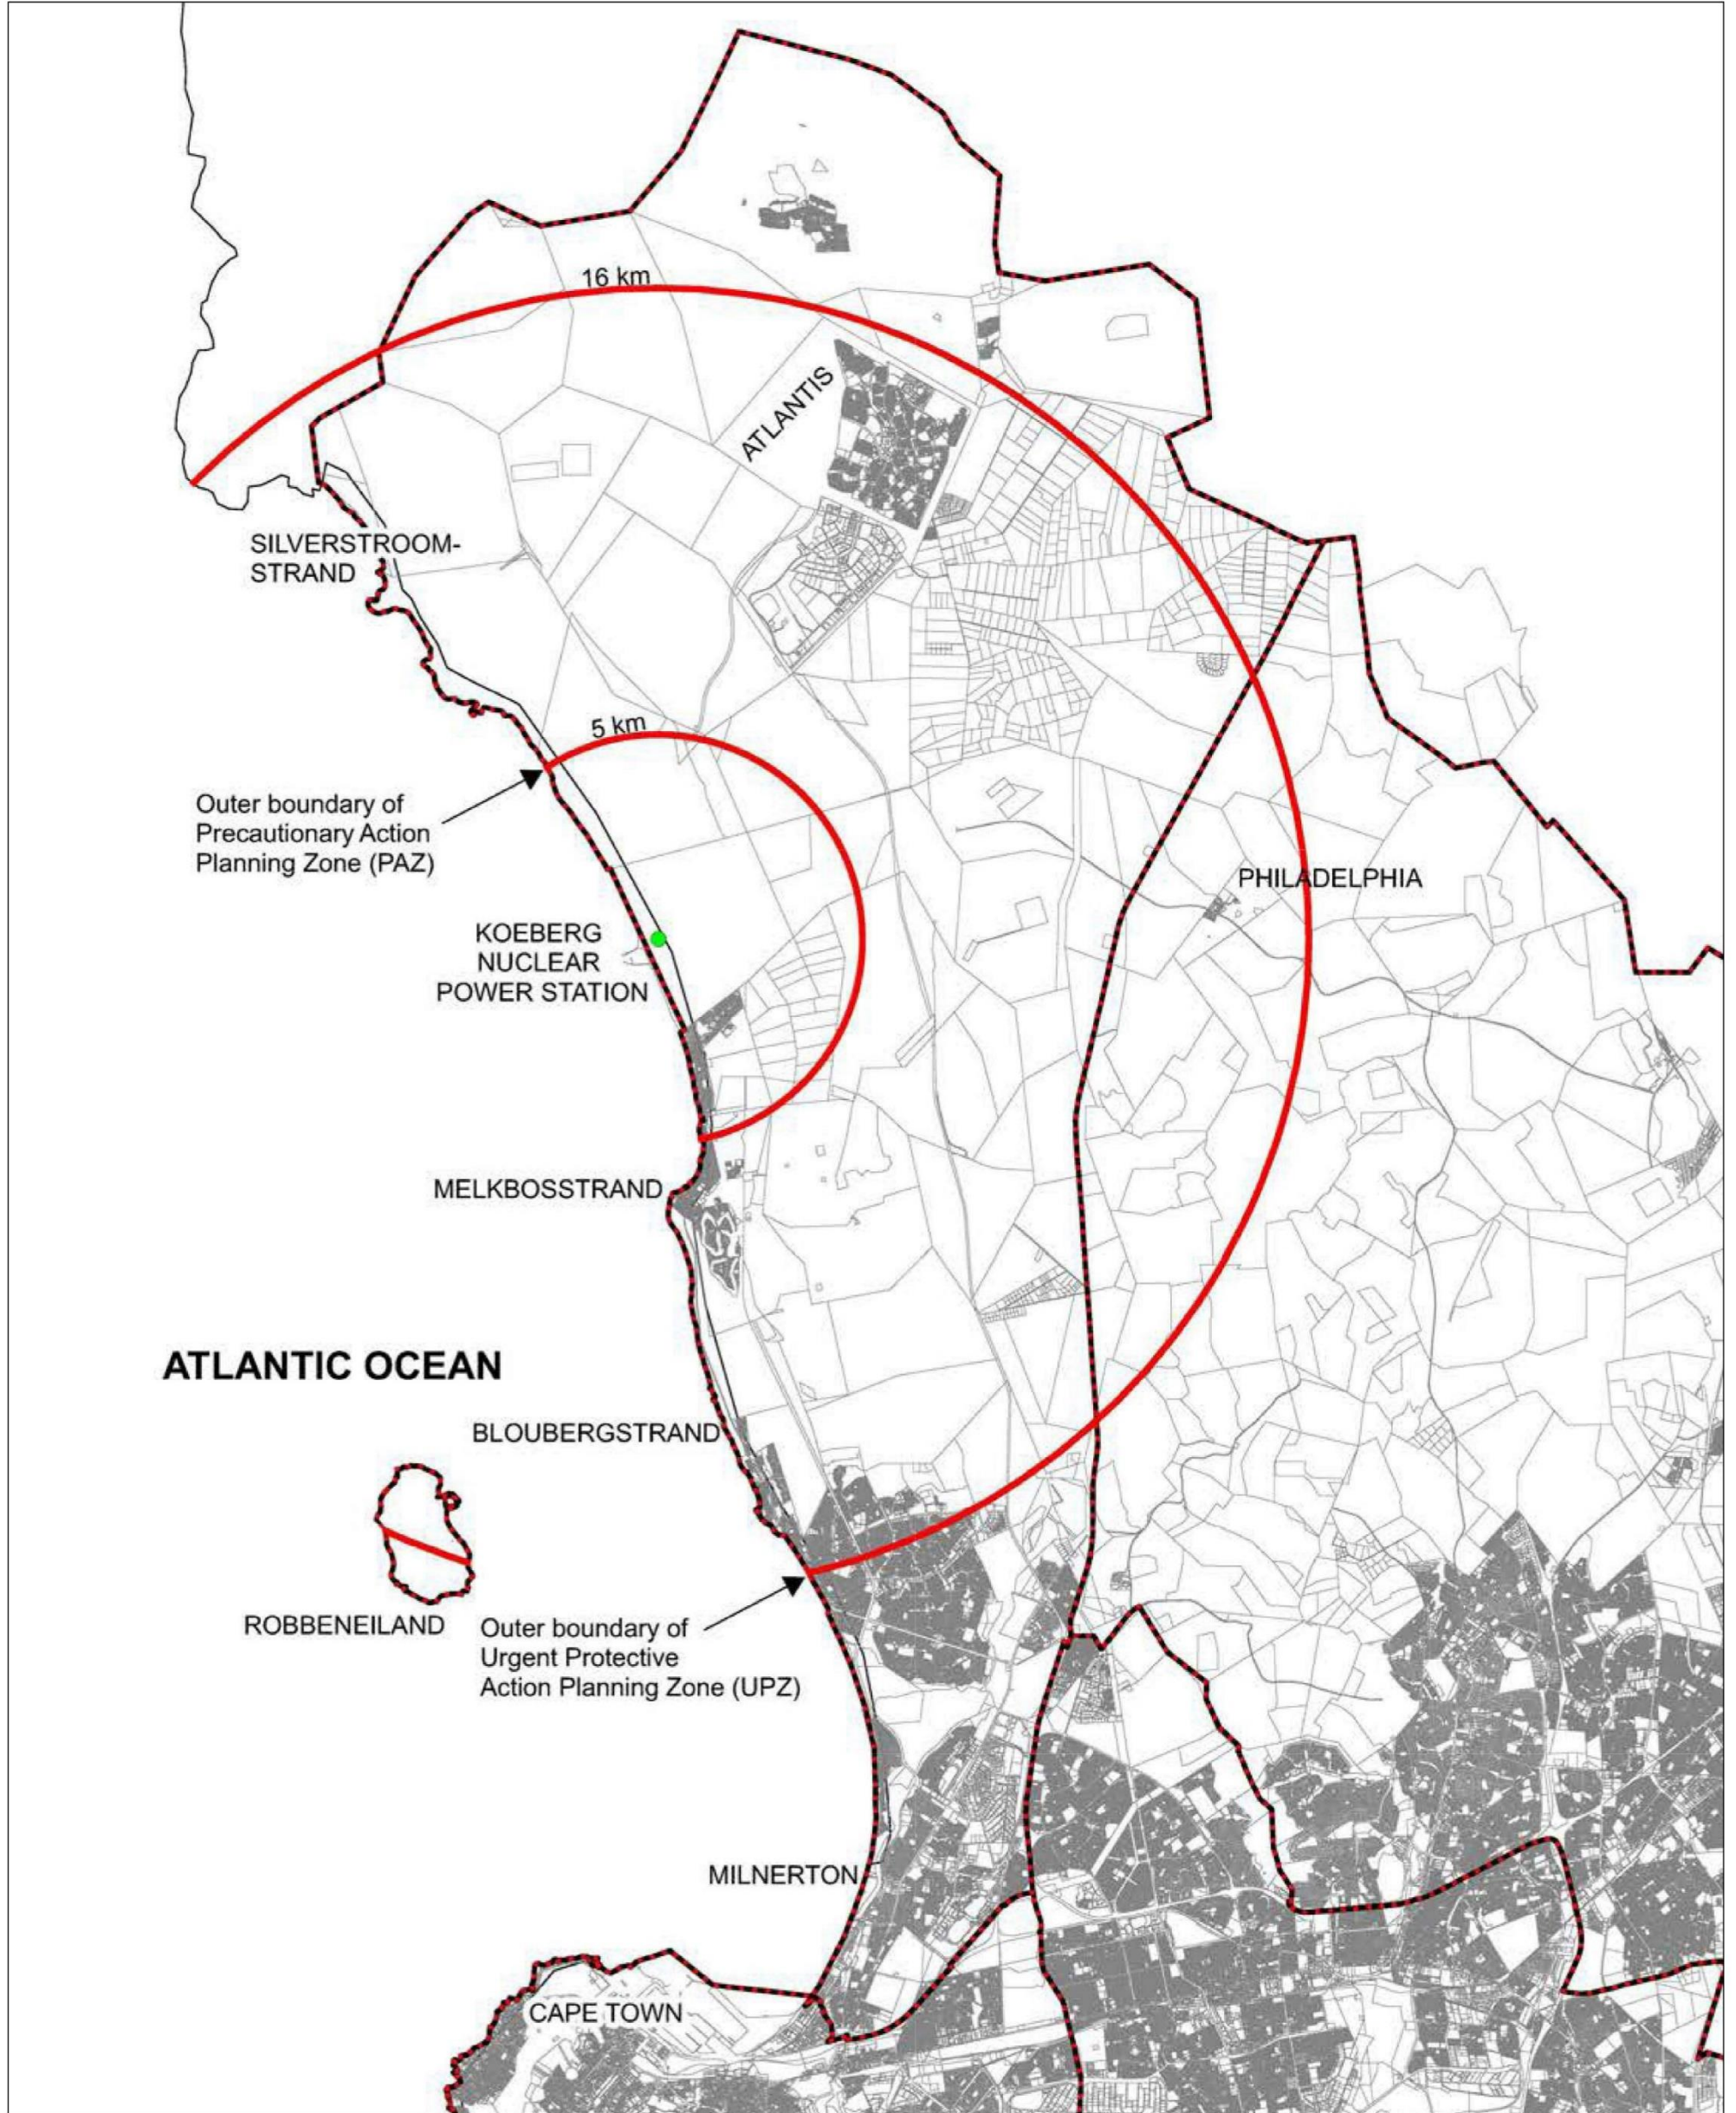 16 km
ATLANTIS
SILVERSTROOM-
STRAND
5 km
Outer boundary of
Precautionary Action
Planning Zone (PAZ)
PHILADELPHIA
KOEBERG
NUCLEAR
POWER STATION
MELKBOSSTRAND
ATLANTIC OCEAN
BLOUBERGSTRAND
ROBBENEILAND
Outer boundary of
Urgent Protective
Action Planning Zone (UPZ)
MILNERTON
CAPE TOWN